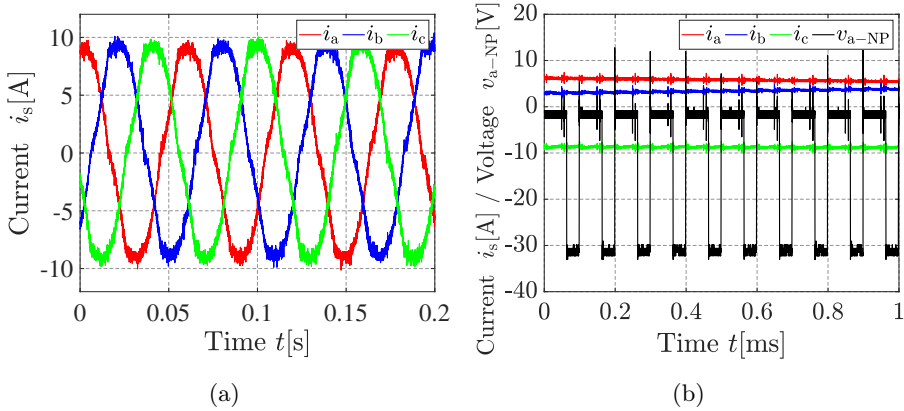 i_a i_b i_c
10
5
0
-5
-10
Current i_s[A]
0 0.05 0.1 0.15 0.2
Time t[s]
(a)
i_a i_b i_c v_a−NP
20
10
0
-10
-20
-30
-40
Current i_s[A] / Voltage v_a−NP[V]
0 0.2 0.4 0.6 0.8 1
Time t[ms]
(b)